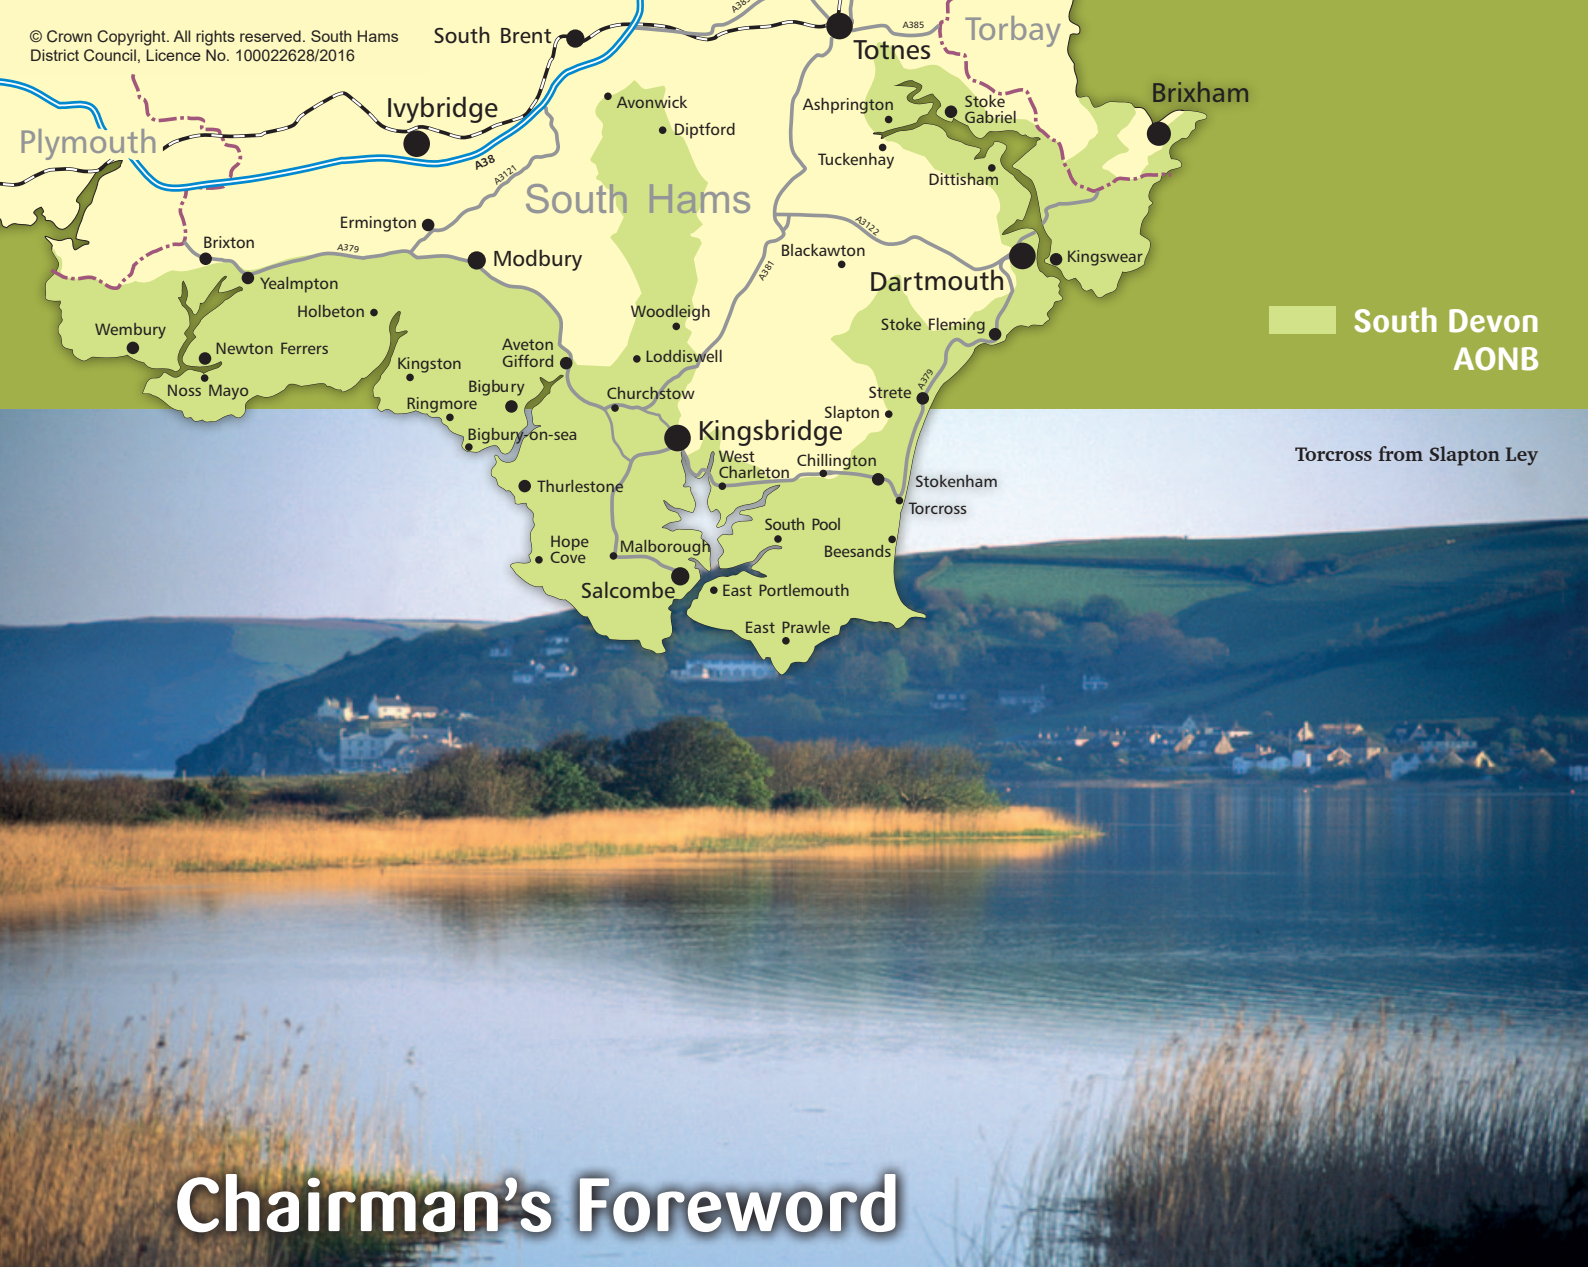 © Crown Copyright. All rights reserved. South Hams
District Council, Licence No. 100022628/2016
South Brent
A385
A385
Torbay
Totnes
Brixham
Ivybridge
Avonwick
Ashprington
Stoke
Gabriel
Diptford
Plymouth
A38
Tuckenhay
A3121
Dittisham
South Hams
Ermington
A3122
Brixton
A379
Modbury
Blackawton
Kingswear
A381
Dartmouth
Yealmpton
Holbeton
Woodleigh
Stoke Fleming
South Devon
AONB
Wembury
Newton Ferrers
Aveton
Gifford
Loddiswell
Kingston
Noss Mayo
Bigbury
Churchstow
Strete
A379
Ringmore
Slapton
Kingsbridge
Bigbury-on-sea
West
Charleton
Chillington
Torcross from Slapton Ley
Thurlestone
Stokenham
Torcross
South Pool
Hope
Cove
Malborough
Beesands
Salcombe
East Portlemouth
East Prawle
Chairman's Foreword